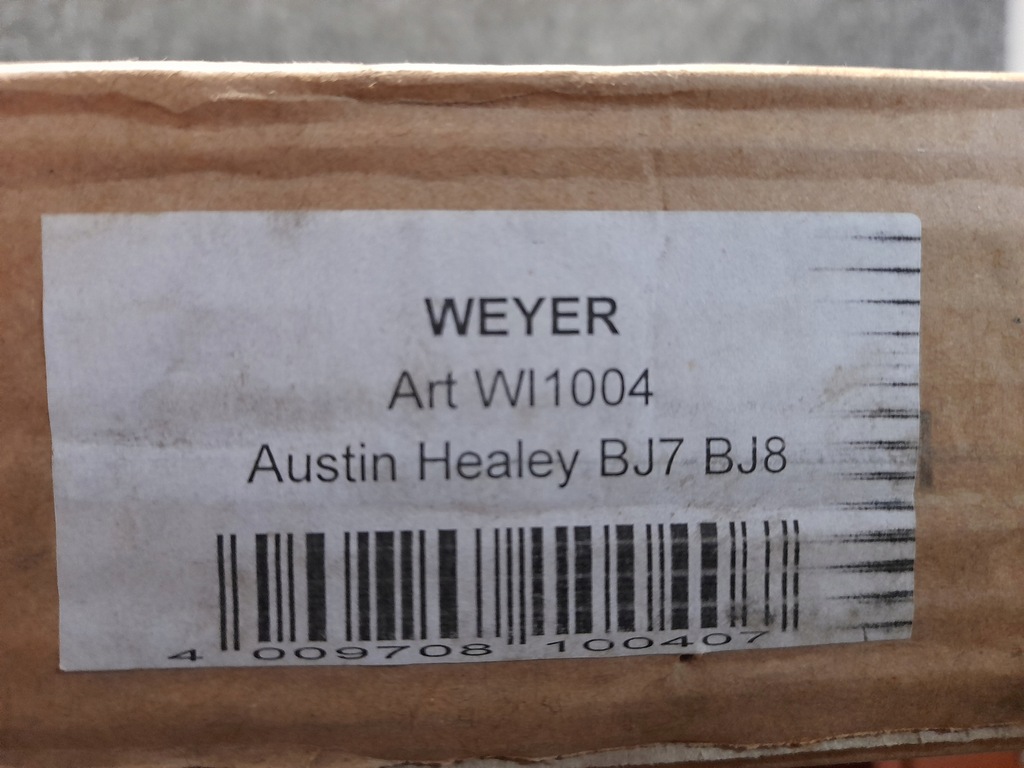 WEYER
Art WI1004
Austin Healey BJ7 BJ8
4 009708 100407